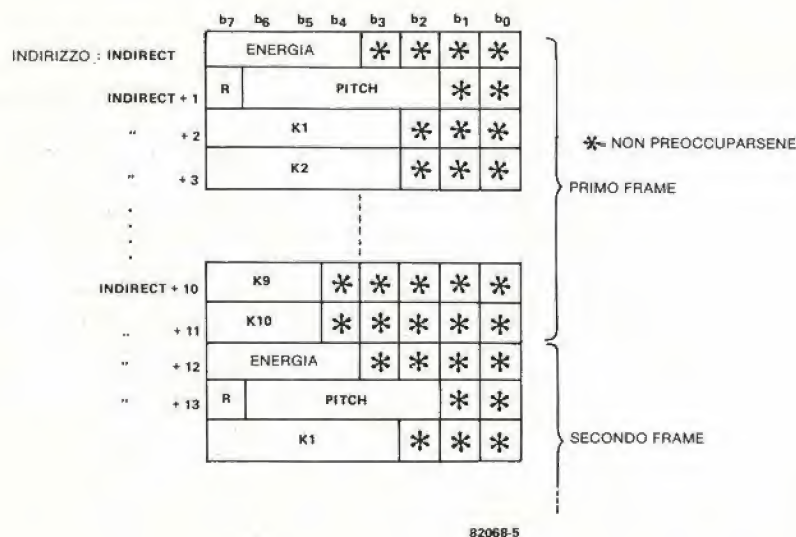 b7 b6 b5 b4 b3 b2 b1 b0
INDIRIZZO : INDIRECT ENERGIA * * * *
INDIRECT + 1 R PITCH * *
" + 2 K1 * * *
* = NON PREOCCUPARSENE
" + 3 K2 * * *
PRIMO FRAME
INDIRECT + 10 K9 * * * * *
" + 11 K10 * * * * *
" + 12 ENERGIA * * * *
" + 13 R PITCH * *
K1 * * *
SECONDO FRAME
82068-5